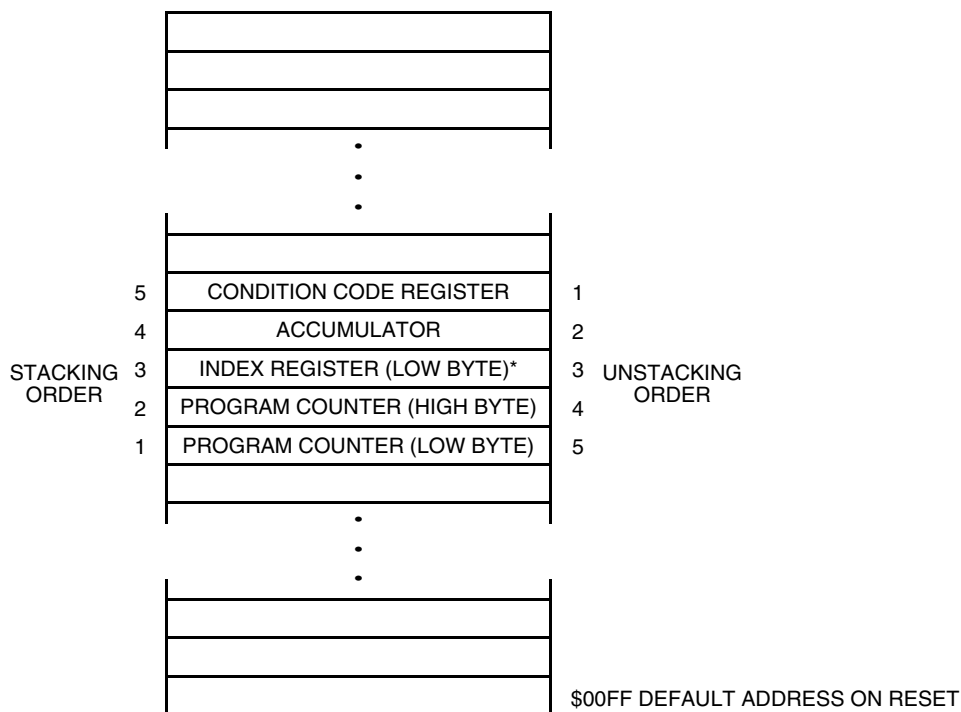 5 CONDITION CODE REGISTER 1
4 ACCUMULATOR 2
STACKING ORDER
3 INDEX REGISTER (LOW BYTE)* 3
UNSTACKING ORDER
2 PROGRAM COUNTER (HIGH BYTE) 4
1 PROGRAM COUNTER (LOW BYTE) 5
$00FF DEFAULT ADDRESS ON RESET